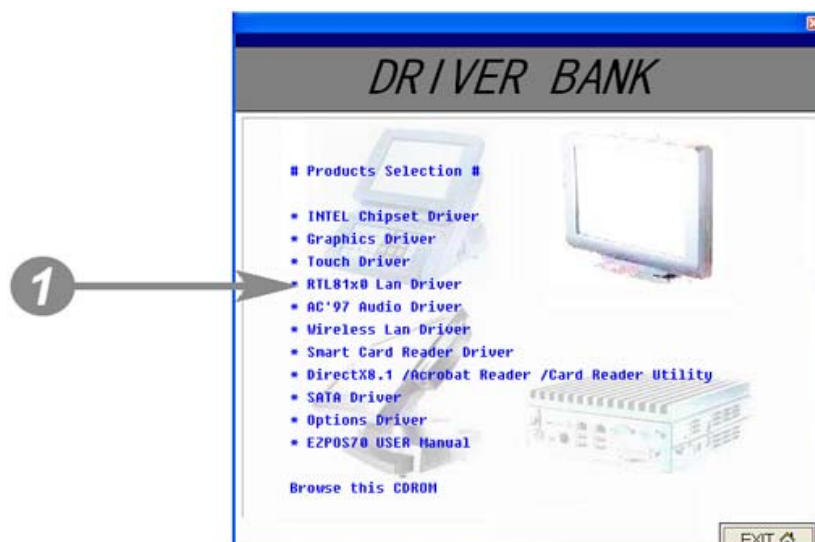 DRIVER BANK
# Products Selection #
* INTEL Chipset Driver
* Graphics Driver
* Touch Driver
1
* RTL81x0 Lan Driver
* AC'97 Audio Driver
* Wireless Lan Driver
* Smart Card Reader Driver
* DirectX8.1 /Acrobat Reader /Card Reader Utility
* SATA Driver
* Options Driver
* EZPOS70 USER Manual
Browse this CDROM
EXIT